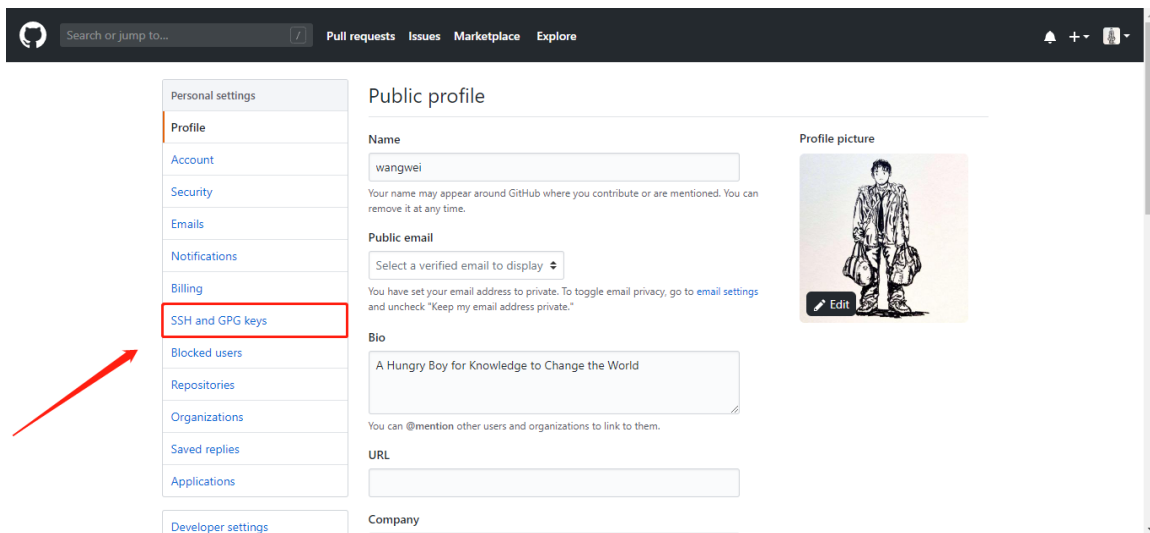 Search or jump to...
/
Pull requests Issues Marketplace Explore
Personal settings
Profile
Account
Security
Emails
Notifications
Billing
SSH and GPG keys
Blocked users
Repositories
Organizations
Saved replies
Applications
Developer settings
Public profile
Name
wangwei
Your name may appear around GitHub where you contribute or are mentioned. You can
remove it at any time.
Public email
Select a verified email to display
You have set your email address to private. To toggle email privacy, go to email settings
and uncheck "Keep my email address private."
Bio
A Hungry Boy for Knowledge to Change the World
You can @mention other users and organizations to link to them.
URL
Company
Profile picture
Edit